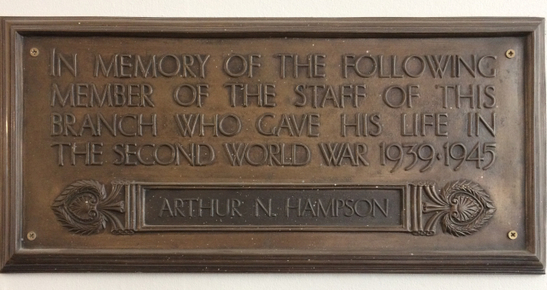 IN MEMORY OF THE FOLLOWING
MEMBER OF THE STAFF OF THIS
BRANCH WHO GAVE HIS LIFE IN
THE SECOND WORLD WAR 1939·1945
ARTHUR N. HAMPSON